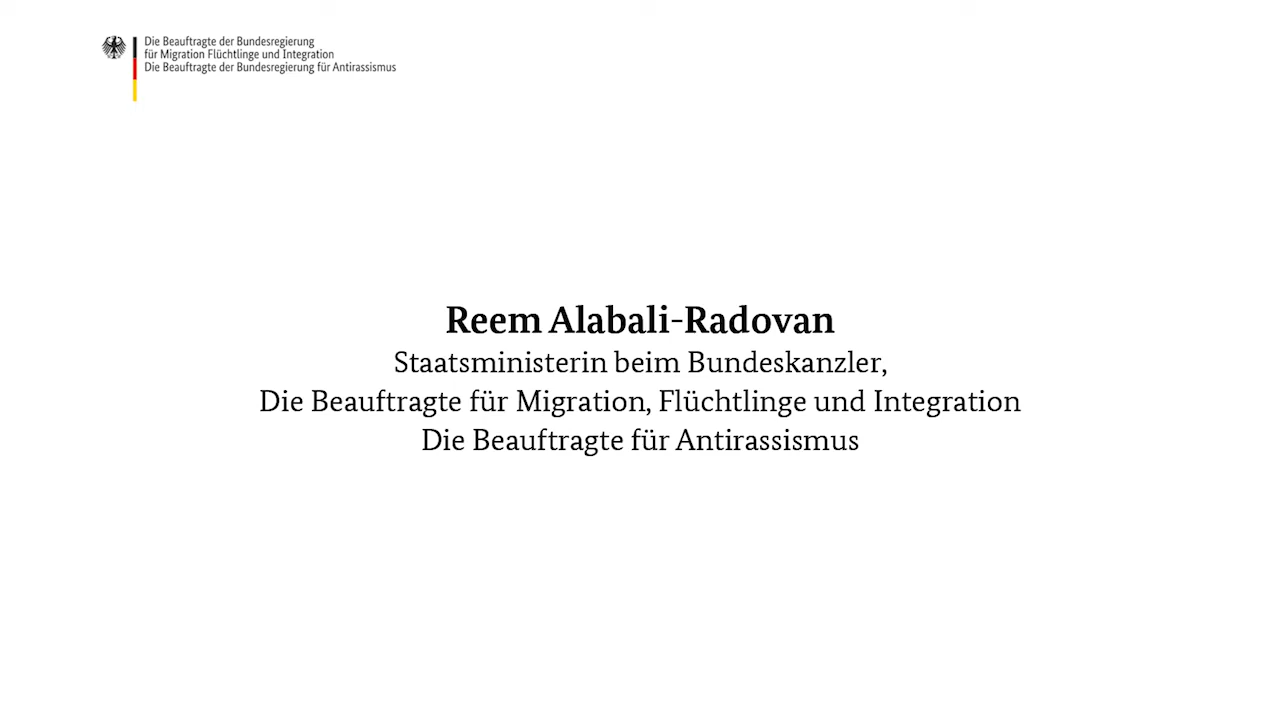 Die Beauftragte der Bundesregierung
für Migration Flüchtlinge und Integration
Die Beauftragte der Bundesregierung für Antirassismus
Reem Alabali-Radovan
Staatsministerin beim Bundeskanzler,
Die Beauftragte für Migration, Flüchtlinge und Integration
Die Beauftragte für Antirassismus